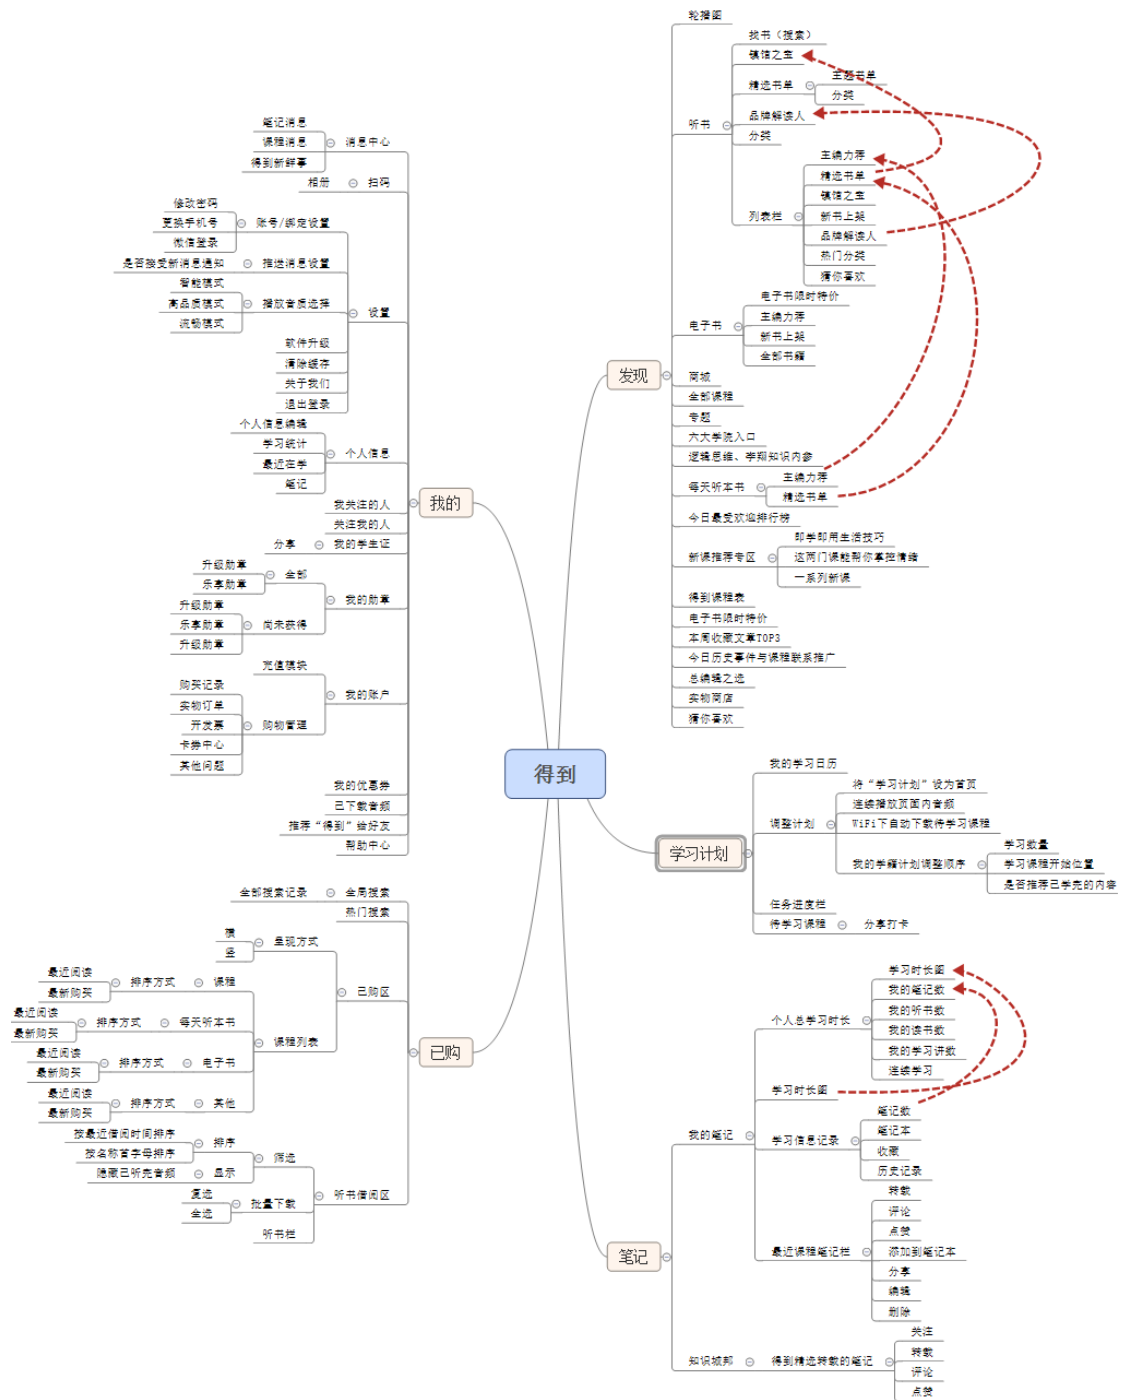 得到
发现
轮播图
听书
找书（搜索）
镇馆之宝
精选书单
主题书单
分类
品牌解读人
分类
列表栏
主编力荐
精选书单
镇馆之宝
新书上架
品牌解读人
热门分类
猜你喜欢
电子书
电子书限时特价
主编力荐
新书上架
全部书籍
商城
全部课程
专题
六大学院入口
逻辑思维、李翔知识内参
每天听本书
主编力荐
精选书单
今日最受欢迎排行榜
新课推荐专区
即学即用生活技巧
这两门课能帮你掌控情绪
一系列新课
得到课程表
电子书限时特价
本周收藏文章TOP3
今日历史事件与课程联系推广
总编辑之选
实物商店
猜你喜欢
学习计划
我的学习日历
调整计划
将“学习计划”设为首页
连续播放页面内音频
WiFi下自动下载待学习课程
我的学籍计划调整顺序
学习数量
学习课程开始位置
是否推荐已学完的内容
任务进度栏
待学习课程
分享打卡
笔记
我的笔记
个人总学习时长
学习时长图
我的笔记数
我的听书数
我的读书数
我的学习讲数
连续学习
学习时长图
学习信息记录
笔记数
笔记本
收藏
历史记录
最近课程笔记栏
转载
评论
点赞
添加到笔记本
分享
编辑
删除
知识城邦
得到精选转载的笔记
关注
转载
评论
点赞
我的
消息中心
笔记消息
课程消息
得到新鲜事
扫码
相册
设置
账号/绑定设置
修改密码
更换手机号
微信登录
推送消息设置
是否接受新消息通知
播放音质选择
智能模式
高品质模式
流畅模式
软件升级
清除缓存
关于我们
退出登录
个人信息
个人信息编辑
学习统计
最近在学
笔记
我关注的人
关注我的人
我的学生证
分享
我的勋章
全部
升级勋章
乐享勋章
尚未获得
升级勋章
乐享勋章
升级勋章
我的账户
充值模块
购物管理
购买记录
实物订单
开发票
卡券中心
其他问题
我的优惠券
已下载音频
推荐“得到”给好友
帮助中心
已购
全局搜索
全部搜索记录
热门搜索
已购区
呈现方式
横
竖
课程列表
课程
排序方式
最近阅读
最新购买
每天听本书
排序方式
最近阅读
最新购买
电子书
排序方式
最近阅读
最新购买
其他
排序方式
最近阅读
最新购买
听书借阅区
筛选
排序
按最近借阅时间排序
按名称首字母排序
显示
隐藏已听完音频
批量下载
复选
全选
听书栏